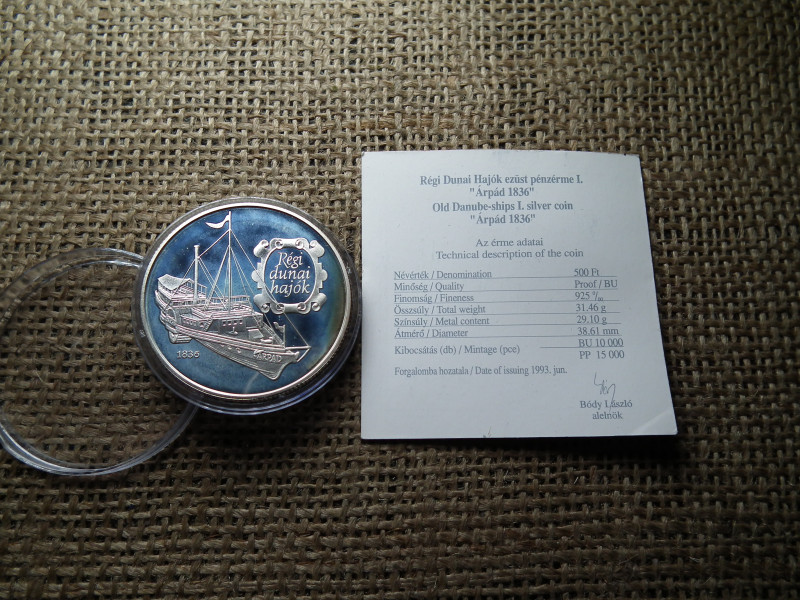 Régi
dunai
hajók
1836
ÁRPÁD
Régi Dunai Hajók ezüst pénzérme I.
"Árpád 1836"
Old Danube-ships I. silver coin
"Árpád 1836"
Az érme adatai
Technical description of the coin
Névérték / Denomination 500 Ft
Minőség / Quality Proof / BU
Finomság / Fineness 925 ‰
Összsúly / Total weight 31.46 g
Színsúly / Metal content 29.10 g
Átmérő / Diameter 38.61 mm
Kibocsátás (db) / Mintage (pce) BU 10 000
PP 15 000
Forgalomba hozatala / Date of issuing 1993. jun.
Bódy László
alelnök